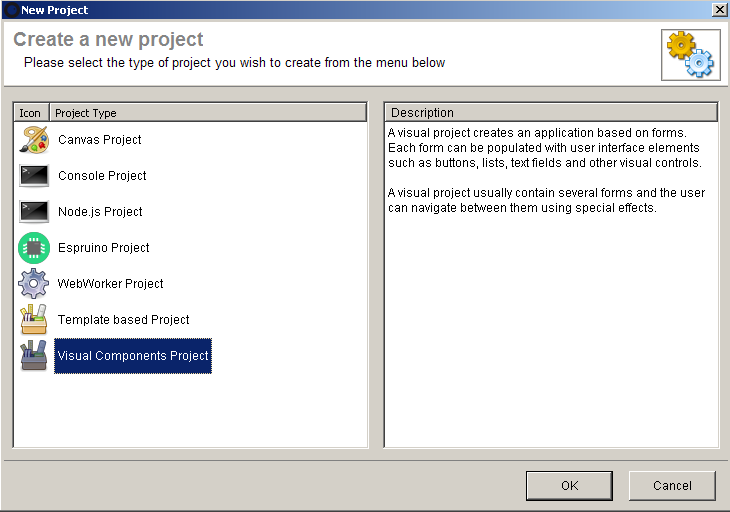 New Project
Create a new project
Please select the type of project you wish to create from the menu below
Icon Project Type
Canvas Project
Console Project
Node.js Project
Espruino Project
WebWorker Project
Template based Project
Visual Components Project
Description
A visual project creates an application based on forms.
Each form can be populated with user interface elements
such as buttons, lists, text fields and other visual controls.
A visual project usually contain several forms and the user
can navigate between them using special effects.
OK Cancel